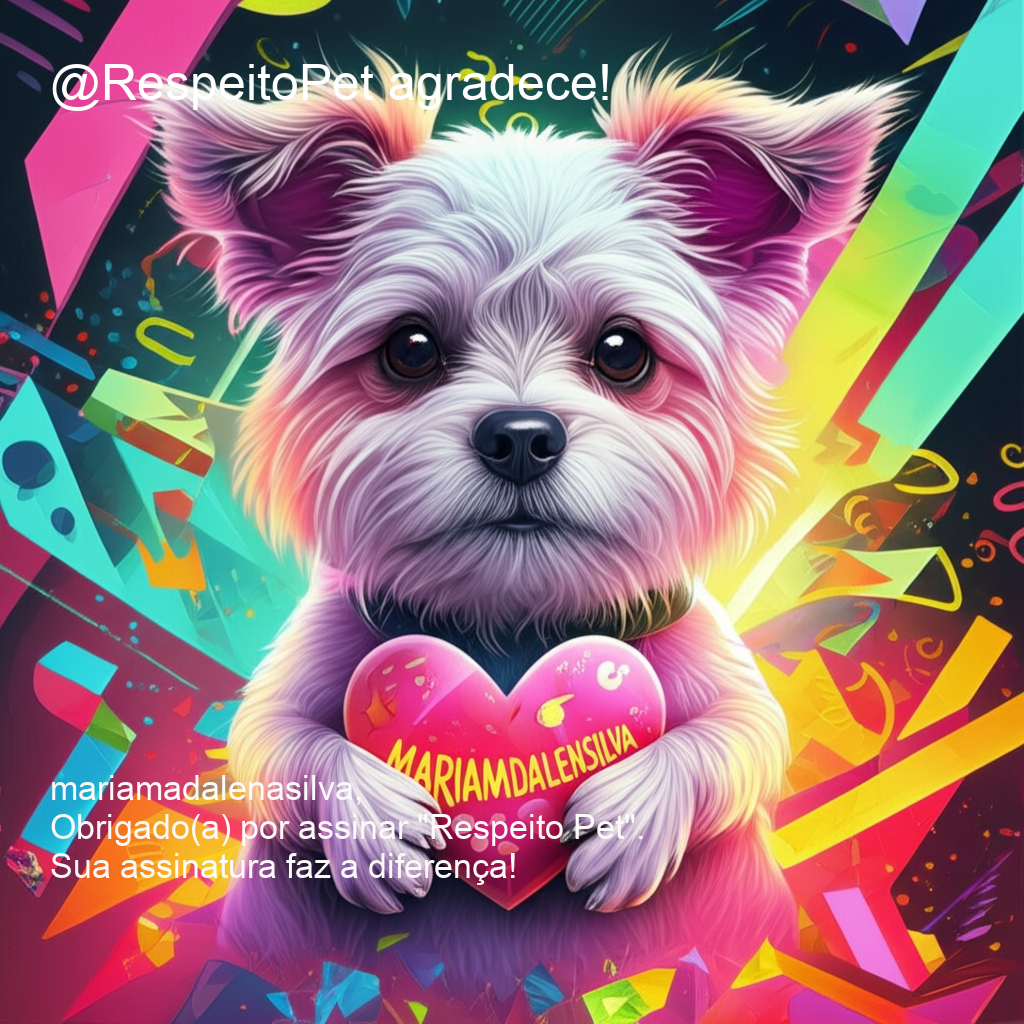 @RespeitoPet agradece!
MARIAMDALENSILVA
mariamadalenasilva,
Obrigado(a) por assinar "Respeito Pet".
Sua assinatura faz a diferença!